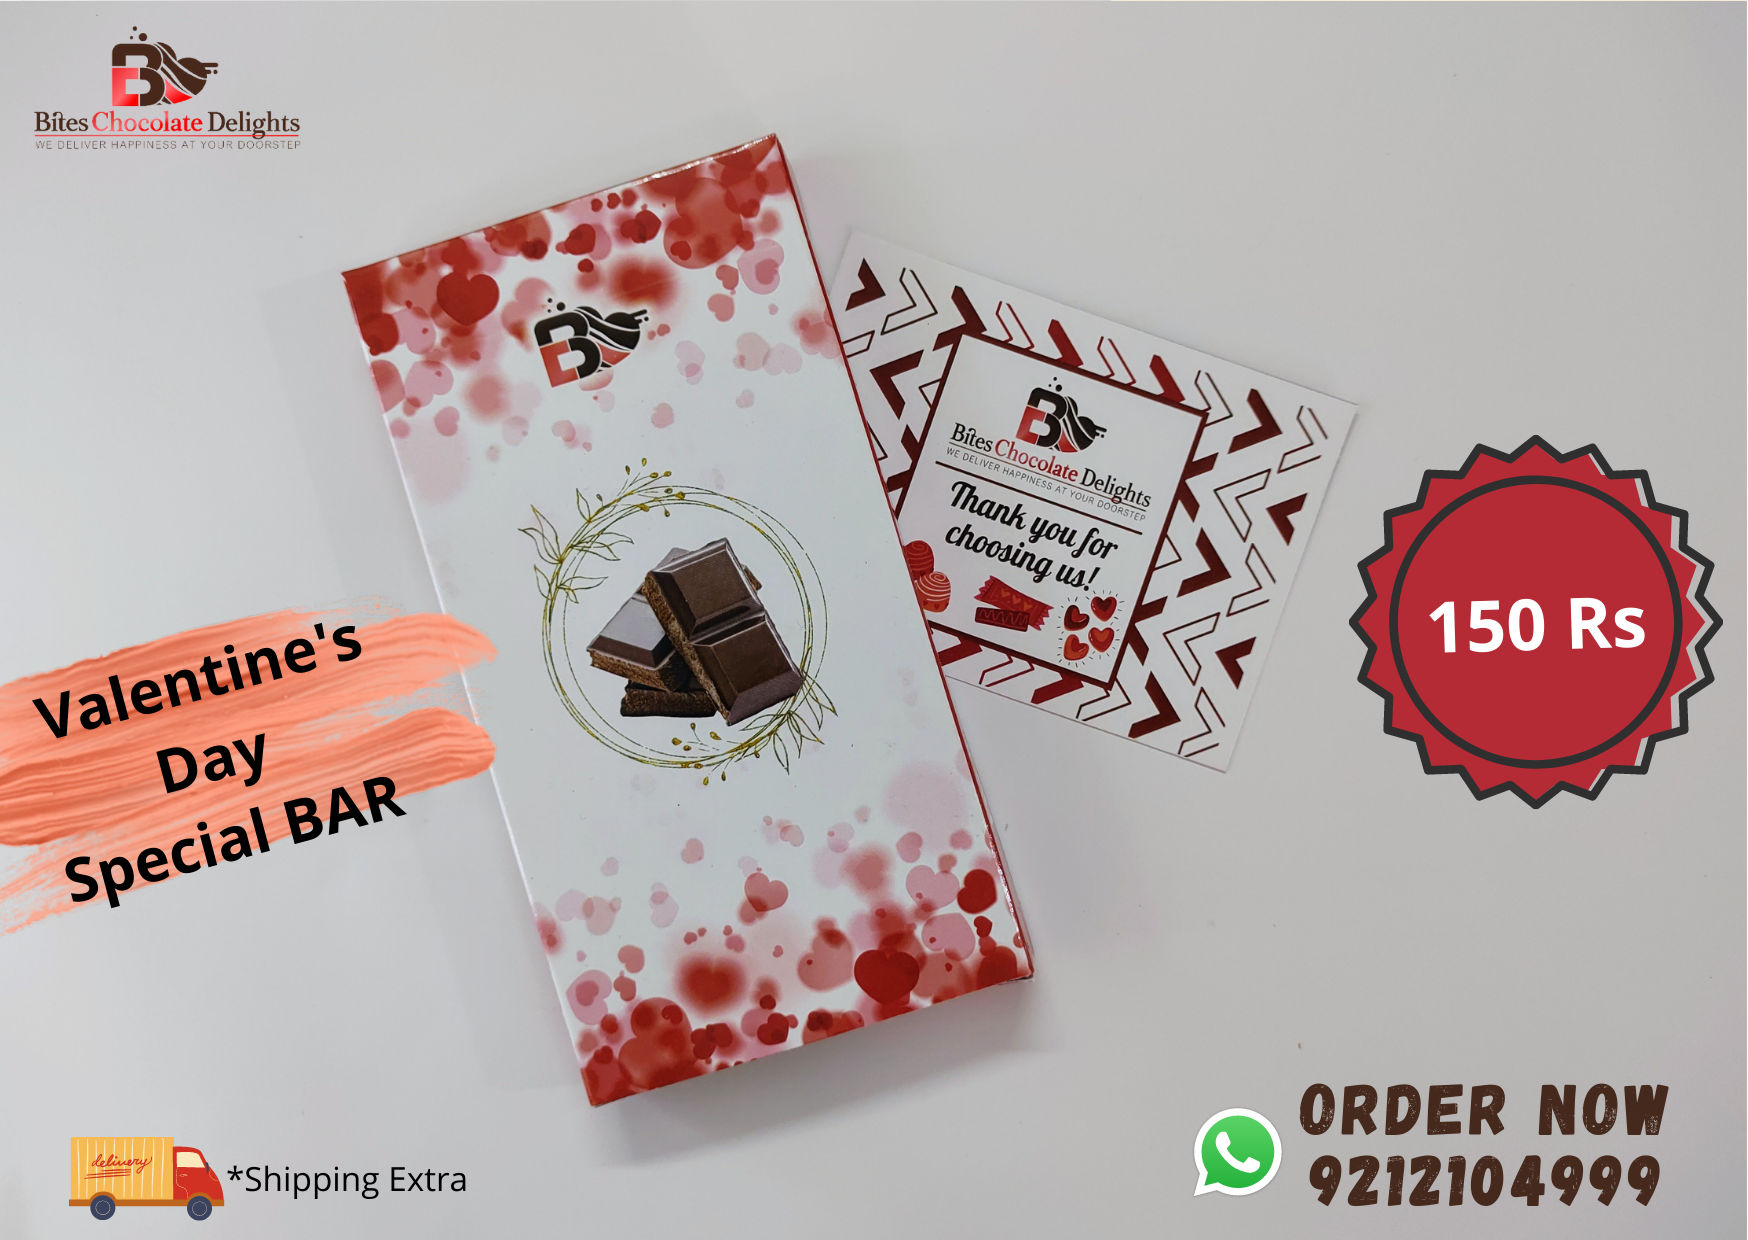 Bites Chocolate Delights
WE DELIVER HAPPINESS AT YOUR DOORSTEP
Bites Chocolate Delights
WE DELIVER HAPPINESS AT YOUR DOORSTEP
Thank you for
choosing us!
150 Rs
Valentine's
Day
Special BAR
delivery
*Shipping Extra
ORDER NOW
9212104999